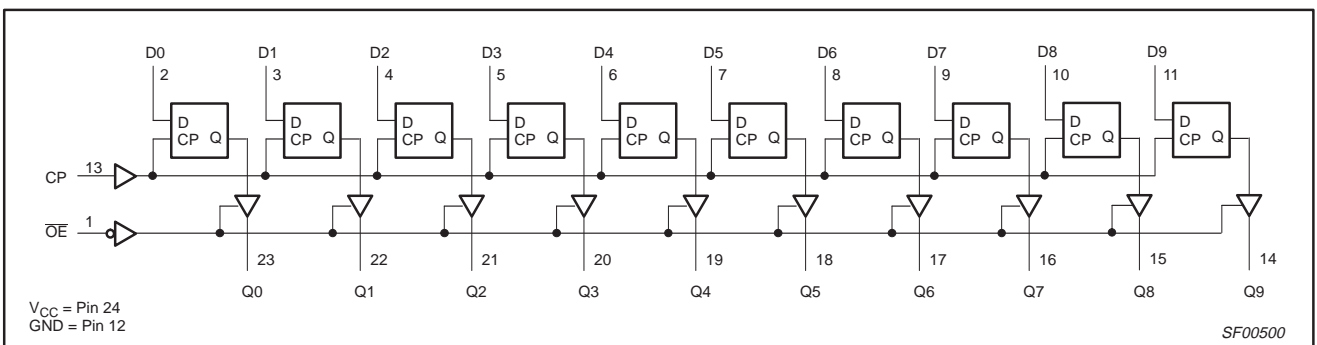 D0 D1 D2 D3 D4 D5 D6 D7 D8 D9
2 3 4 5 6 7 8 9 10 11
D D D D D D D D D D
CP Q CP Q CP Q CP Q CP Q CP Q CP Q CP Q CP Q CP Q
CP 13
OE 1
23 22 21 20 19 18 17 16 15 14
Q0 Q1 Q2 Q3 Q4 Q5 Q6 Q7 Q8 Q9
VCC = Pin 24
GND = Pin 12
SF00500